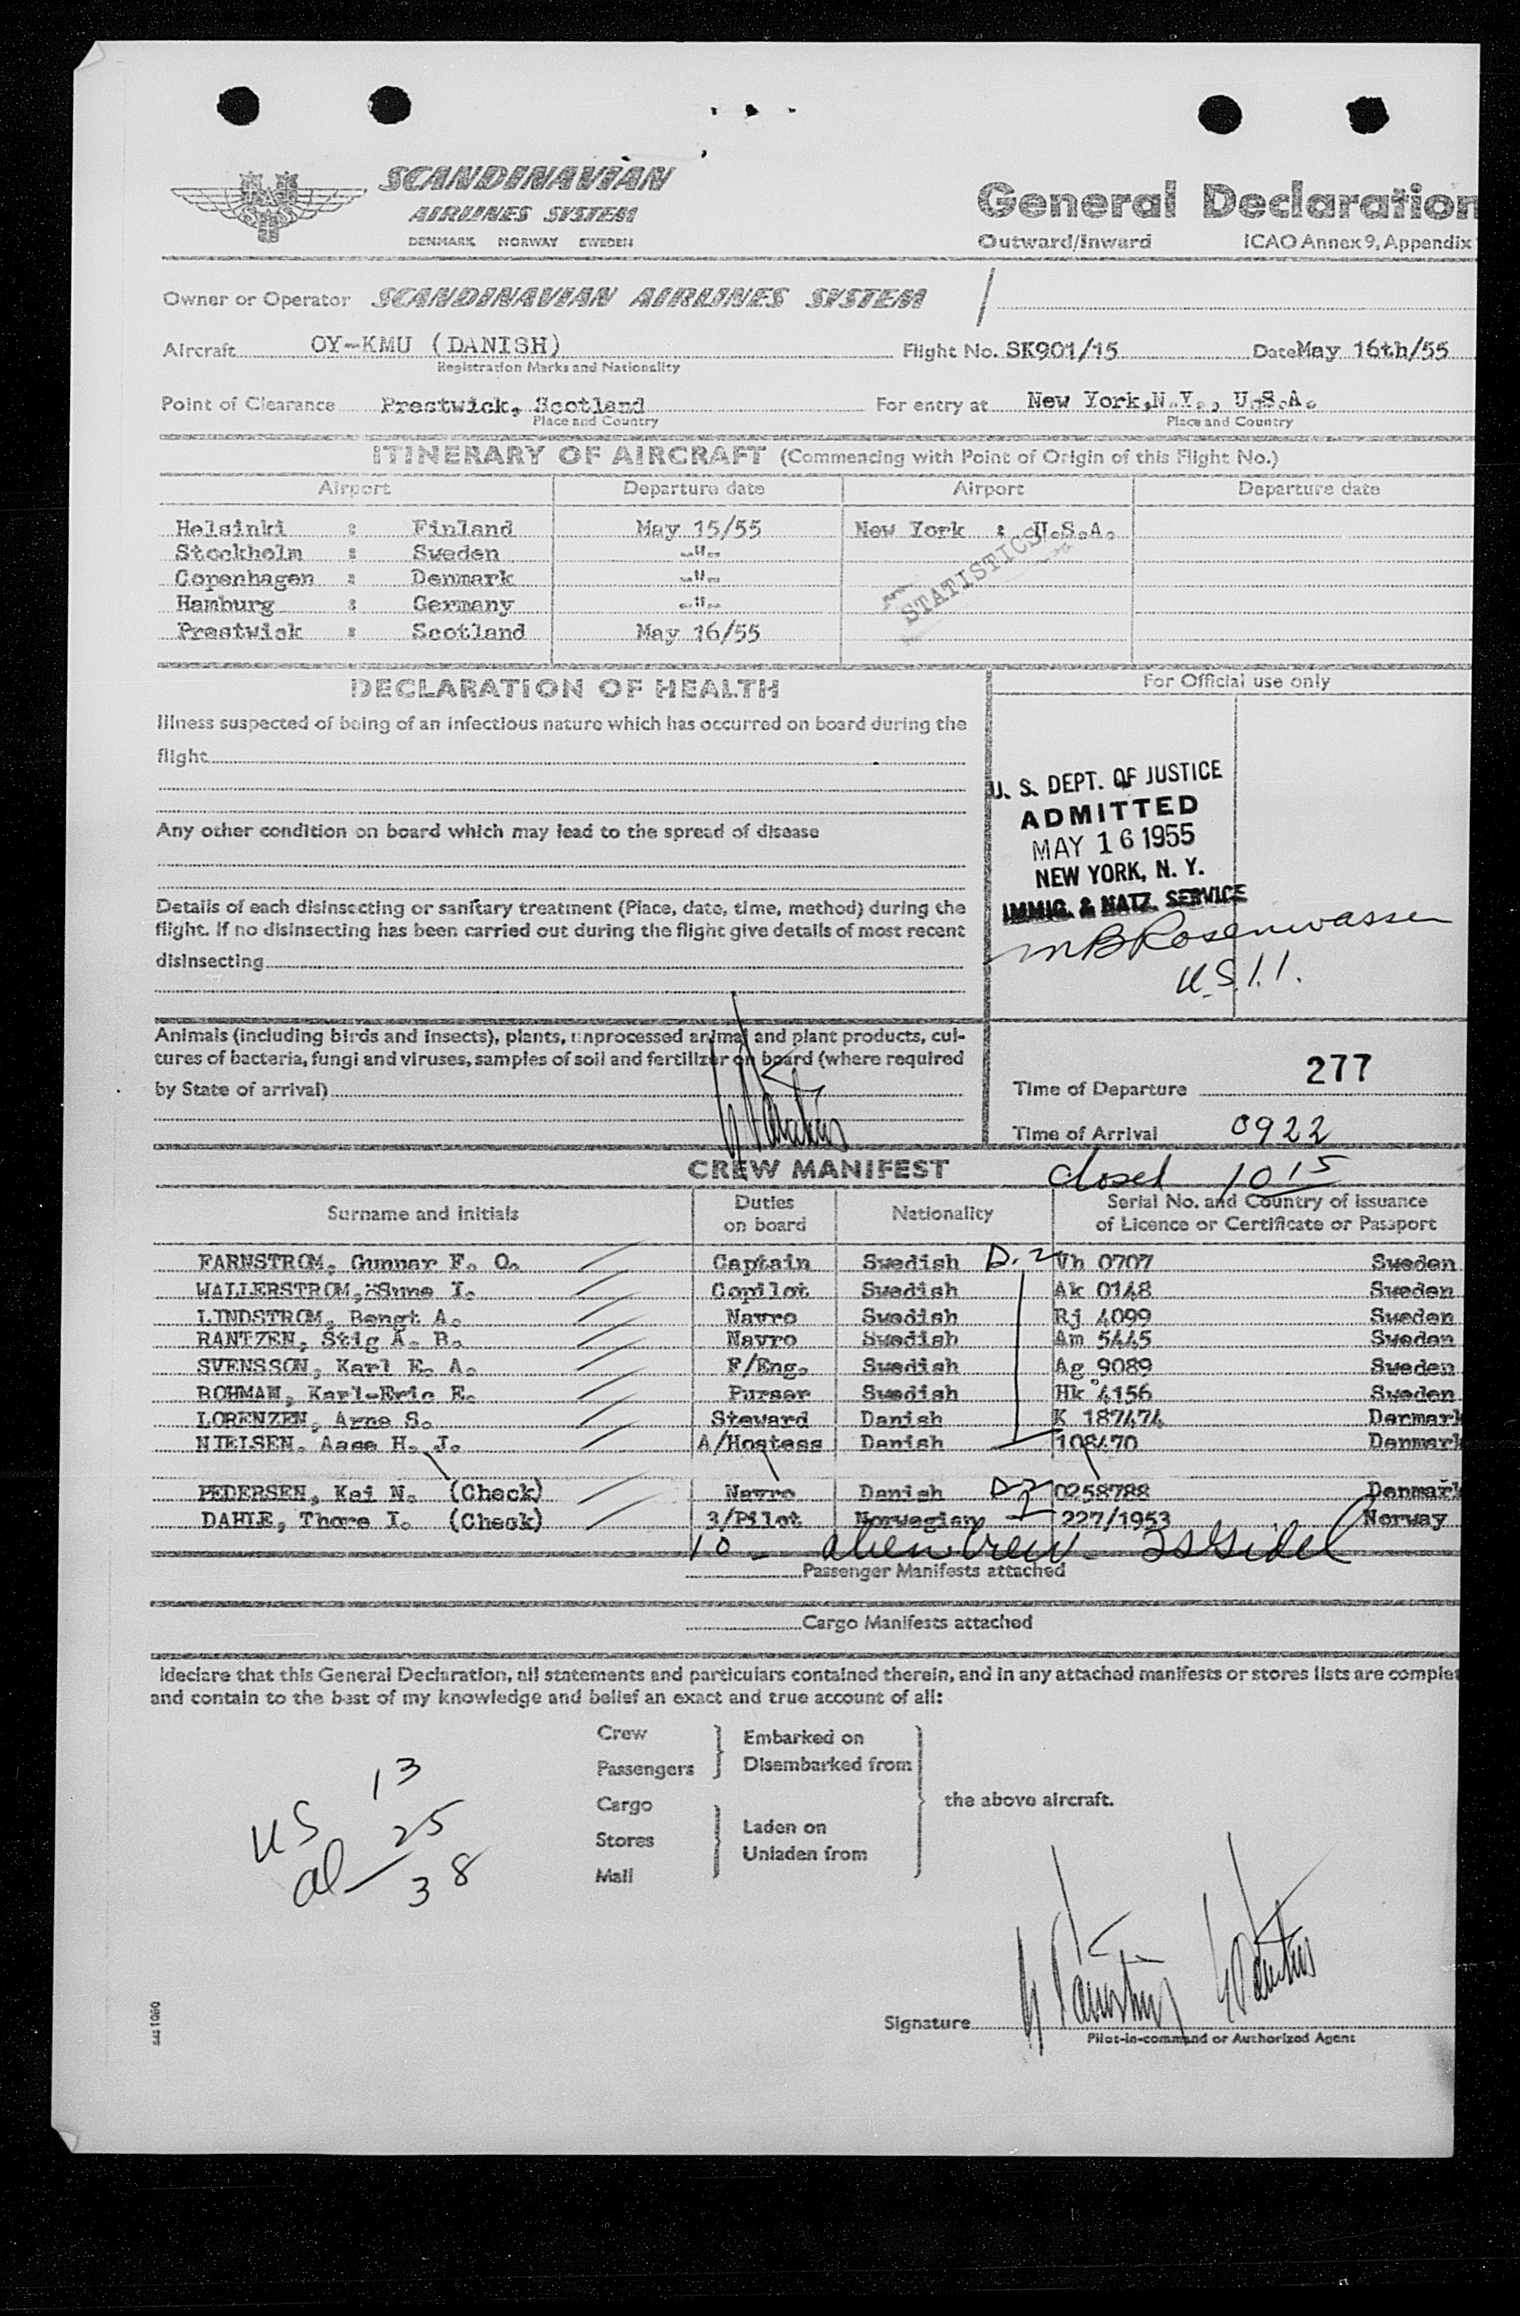 SCANDINAVIAN
AIRLINES SYSTEM
DENMARK NORWAY SWEDEN
General Declaration
Outward/Inward ICAO Annex 9, Appendix
Owner or Operator SCANDINAVIAN AIRLINES SYSTEM
Aircraft OY-KMU (DANISH) Flight No. SK901/15 Date May 16th/55
Registration Marks and Nationality
Point of Clearance Prestwick, Scotland For entry at New York,N.Y., U.S.A.
Place and Country Place and Country
ITINERARY OF AIRCRAFT (Commencing with Point of Origin of this Flight No.)
Airport Departure date Airport Departure date
Helsinki : Finland May 15/55 New York : U.S.A.
Stockholm : Sweden -"-
Copenhagen : Denmark -"-
Hamburg : Germany -"-
Prestwick : Scotland May 16/55
STATISTICS
DECLARATION OF HEALTH
For Official use only
Illness suspected of being of an infectious nature which has occurred on board during the
flight
Any other condition on board which may lead to the spread of disease
Details of each disinsecting or sanitary treatment (Place, date, time, method) during the
flight. If no disinsecting has been carried out during the flight give details of most recent
disinsecting
U. S. DEPT. OF JUSTICE
ADMITTED
MAY 16 1955
NEW YORK, N. Y.
IMMIG. & NATZ. SERVICE
M B Rosenwasser
U.S.I.I.
Animals (including birds and insects), plants, unprocessed animal and plant products, cul-
tures of bacteria, fungi and viruses, samples of soil and fertilizer on board (where required
by State of arrival)
277
Time of Departure
Time of Arrival 0922
closed 1015
CREW MANIFEST
Surname and initials Duties on board Nationality Serial No. and Country of issuance of Licence or Certificate or Passport
FARNSTROM, Gunnar F. O. Captain Swedish D-2 Vh 0707 Sweden
WALLERSTROM, Sune I. Copilot Swedish Ak 0148 Sweden
LINDSTROM, Bengt A. Navro Swedish Rj 4099 Sweden
RANTZEN, Stig A. B. Navro Swedish Am 5445 Sweden
SVENSSON, Karl E. A. F/Eng. Swedish Ag 9089 Sweden
BOHMAN, Karl-Eric E. Purser Swedish Hk 4156 Sweden
LORENZEN, Arne S. Steward Danish K 187474 Denmark
NIELSEN, Aase H. J. A/Hostess Danish 108470 Denmark
PEDERSEN, Kai N. (Check) Navro Danish D-2 0258788 Denmark
DAHLE, Thore I. (Check) 3/Pilot Norwegian 227/1953 Norway
10 - alien crew -
Passenger Manifests attached
Cargo Manifests attached
I declare that this General Declaration, all statements and particulars contained therein, and in any attached manifests or stores lists are complet
and contain to the best of my knowledge and belief an exact and true account of all:
Crew
Passengers
Cargo
Stores
Mail
Embarked on
Disembarked from
Laden on
Unladen from
the above aircraft.
US 13
al 25
38
Signature
Pilot-in-command or Authorized Agent